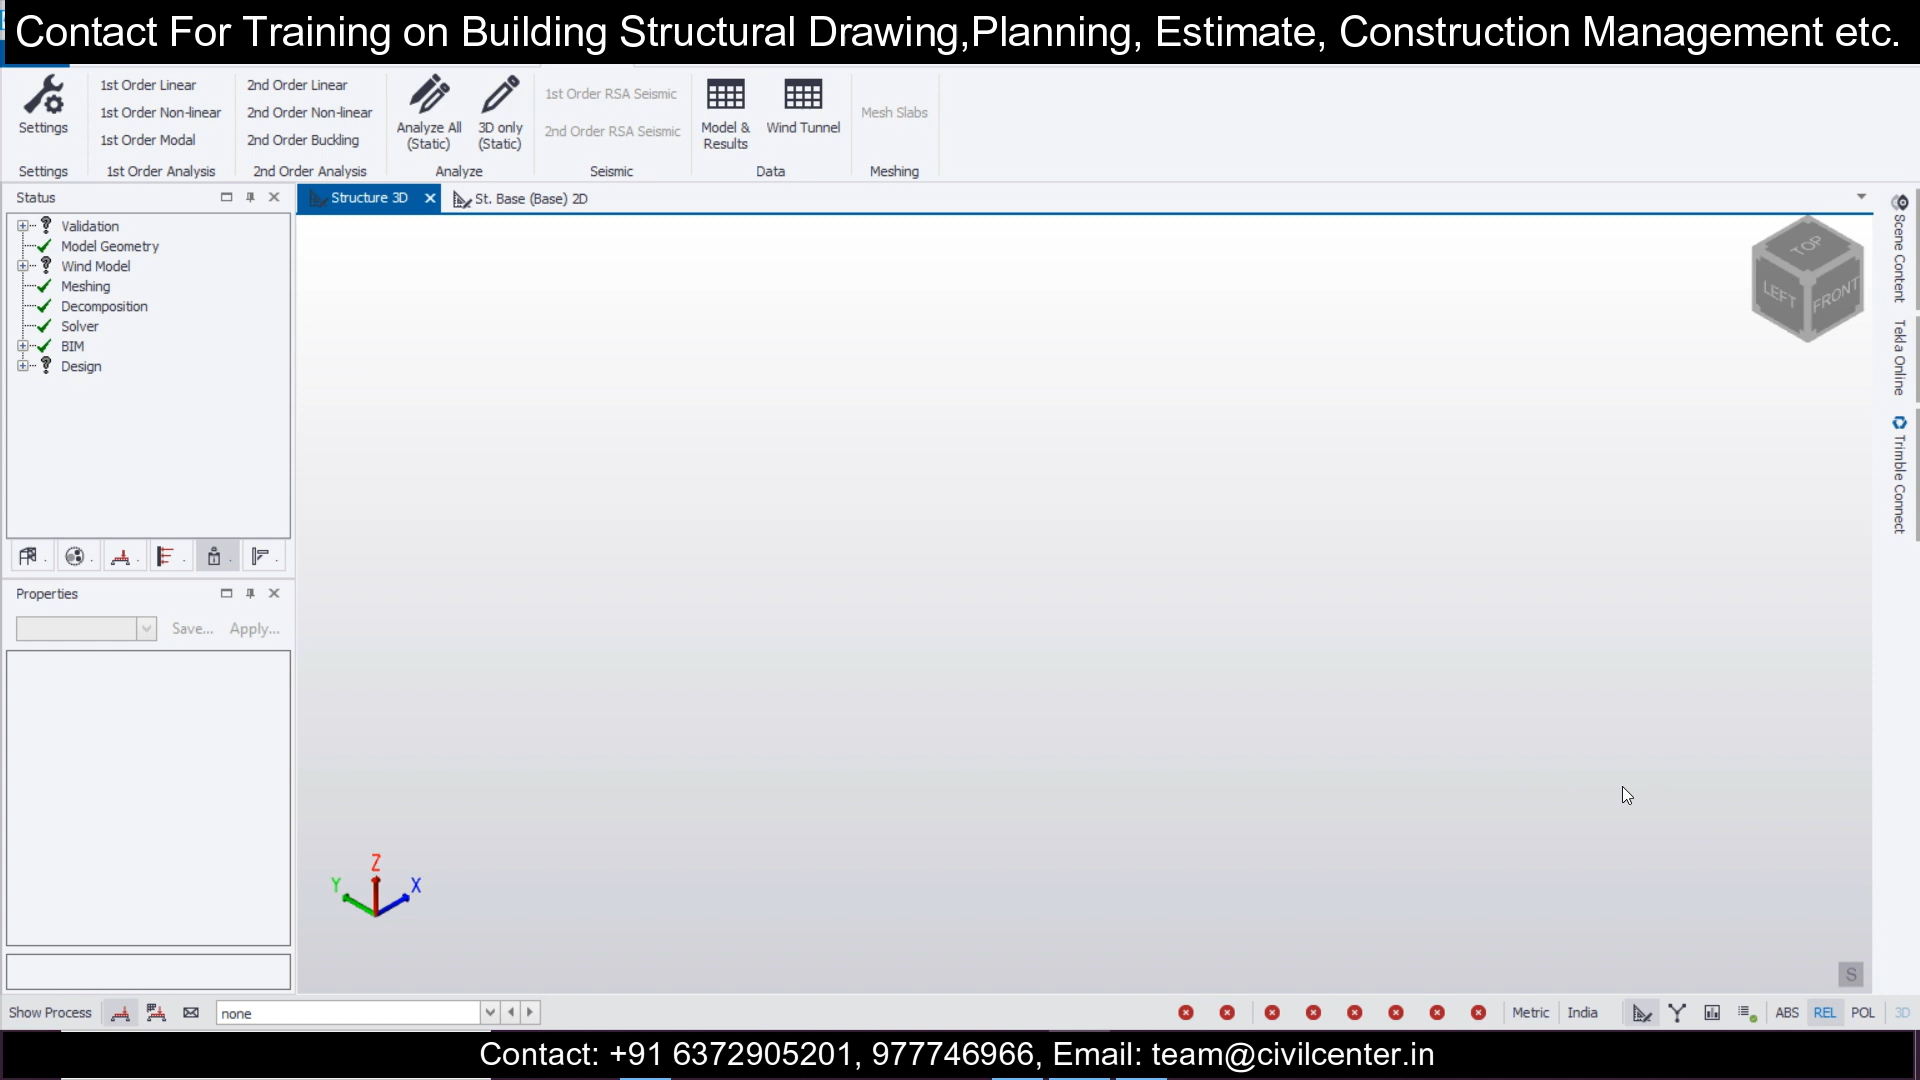 Contact For Training on Building Structural Drawing,Planning, Estimate, Construction Management etc.
Settings
1st Order Linear
1st Order Non-linear
1st Order Modal
2nd Order Linear
2nd Order Non-linear
2nd Order Buckling
Analyze All
(Static)
3D only
(Static)
1st Order RSA Seismic
2nd Order RSA Seismic
Model &
Results
Wind Tunnel
Mesh Slabs
Settings
1st Order Analysis
2nd Order Analysis
Analyze
Seismic
Data
Meshing
Status
Structure 3D
St. Base (Base) 2D
Validation
Model Geometry
Wind Model
Meshing
Decomposition
Solver
BIM
Design
TOP
LEFT
FRONT
Scene Content
Tekla Online
Trimble Connect
Properties
Save...
Apply...
Z
Y
X
S
Show Process
none
Metric
India
ABS
REL
POL
3D
Contact: +91 6372905201, 977746966, Email: team@civilcenter.in